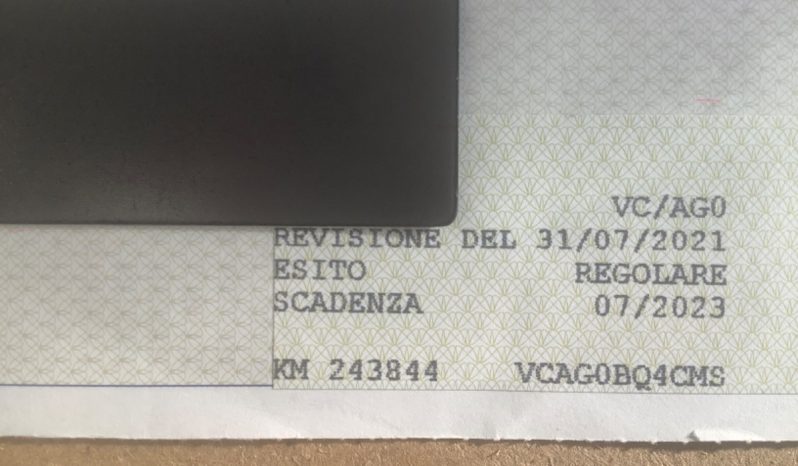 VC/AG0
REVISIONE DEL 31/07/2021
ESITO REGOLARE
SCADENZA 07/2023
KM 243844 VCAG0BQ4CMS